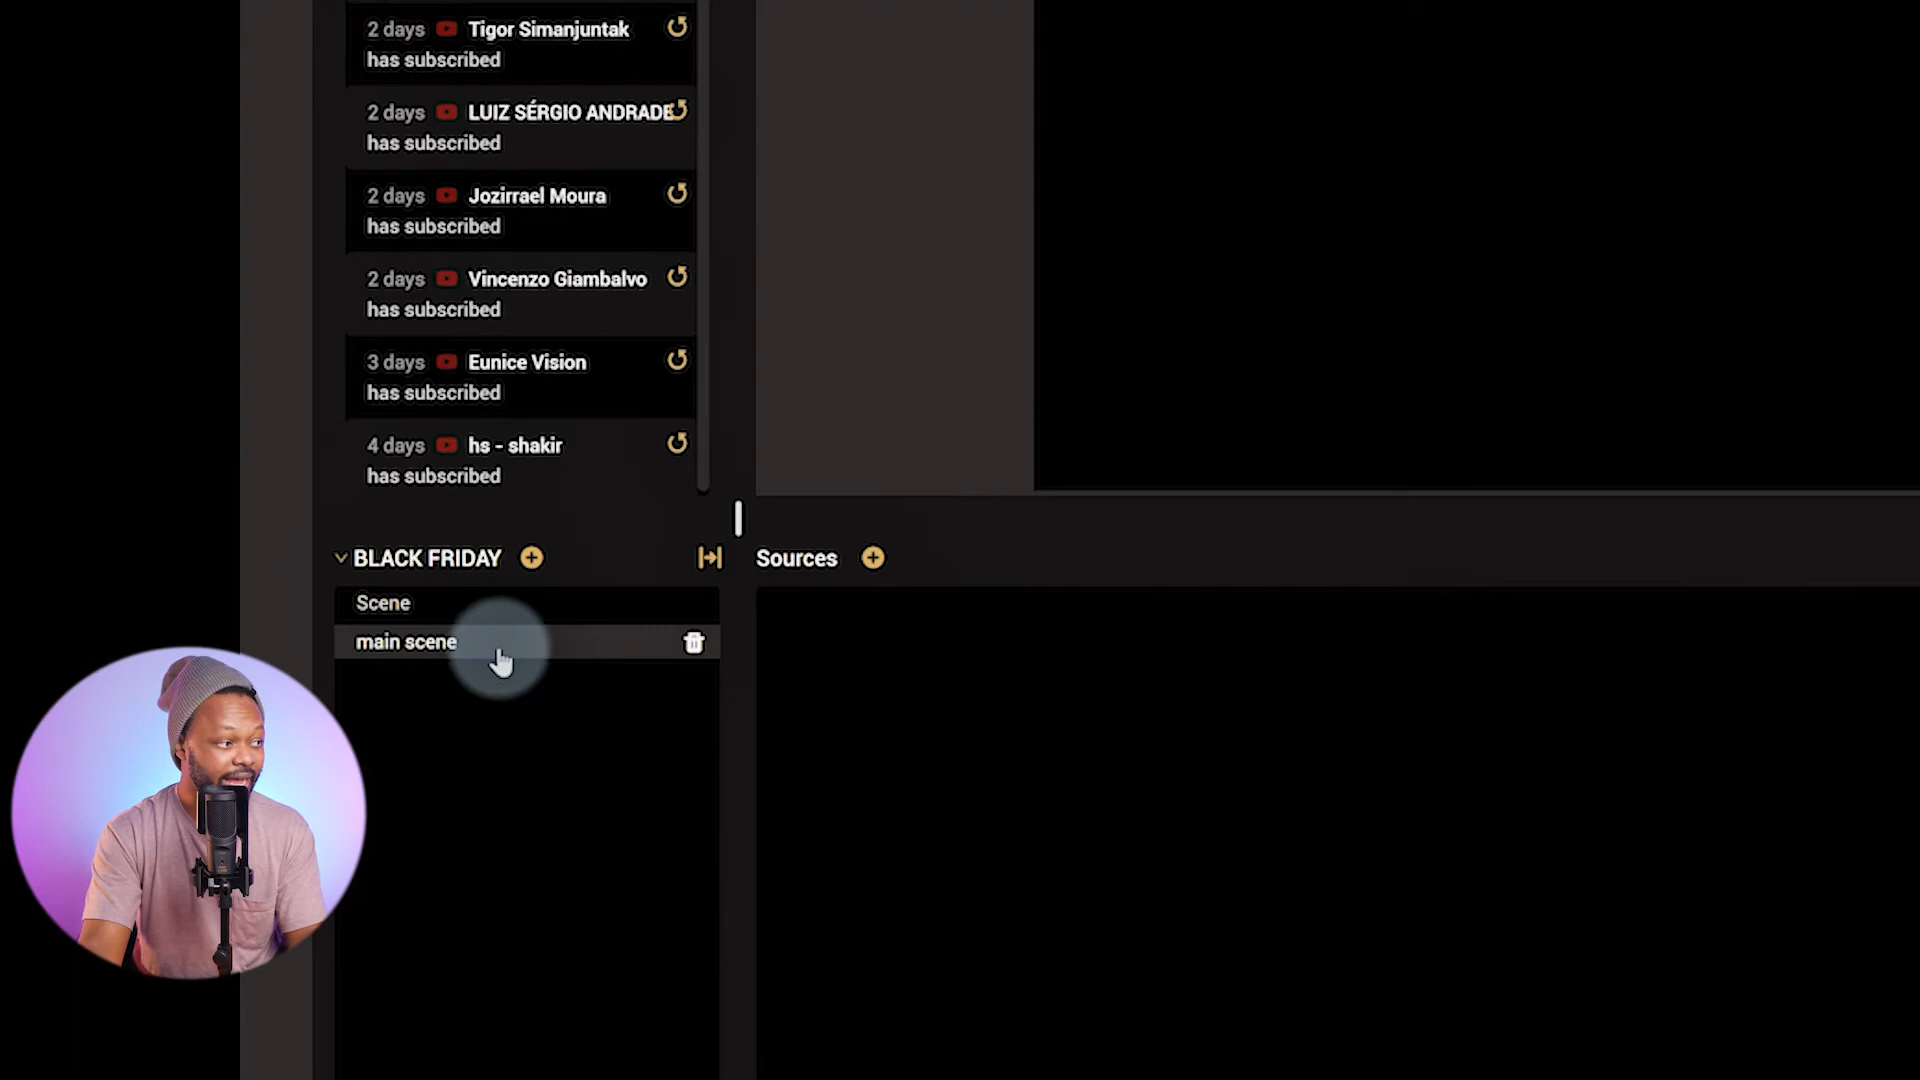 2 days Tigor Simanjuntak
has subscribed
2 days LUIZ SÉRGIO ANDRADE
has subscribed
2 days Jozirrael Moura
has subscribed
2 days Vincenzo Giambalvo
has subscribed
3 days Eunice Vision
has subscribed
4 days hs - shakir
has subscribed
BLACK FRIDAY
Sources
Scene
main scene